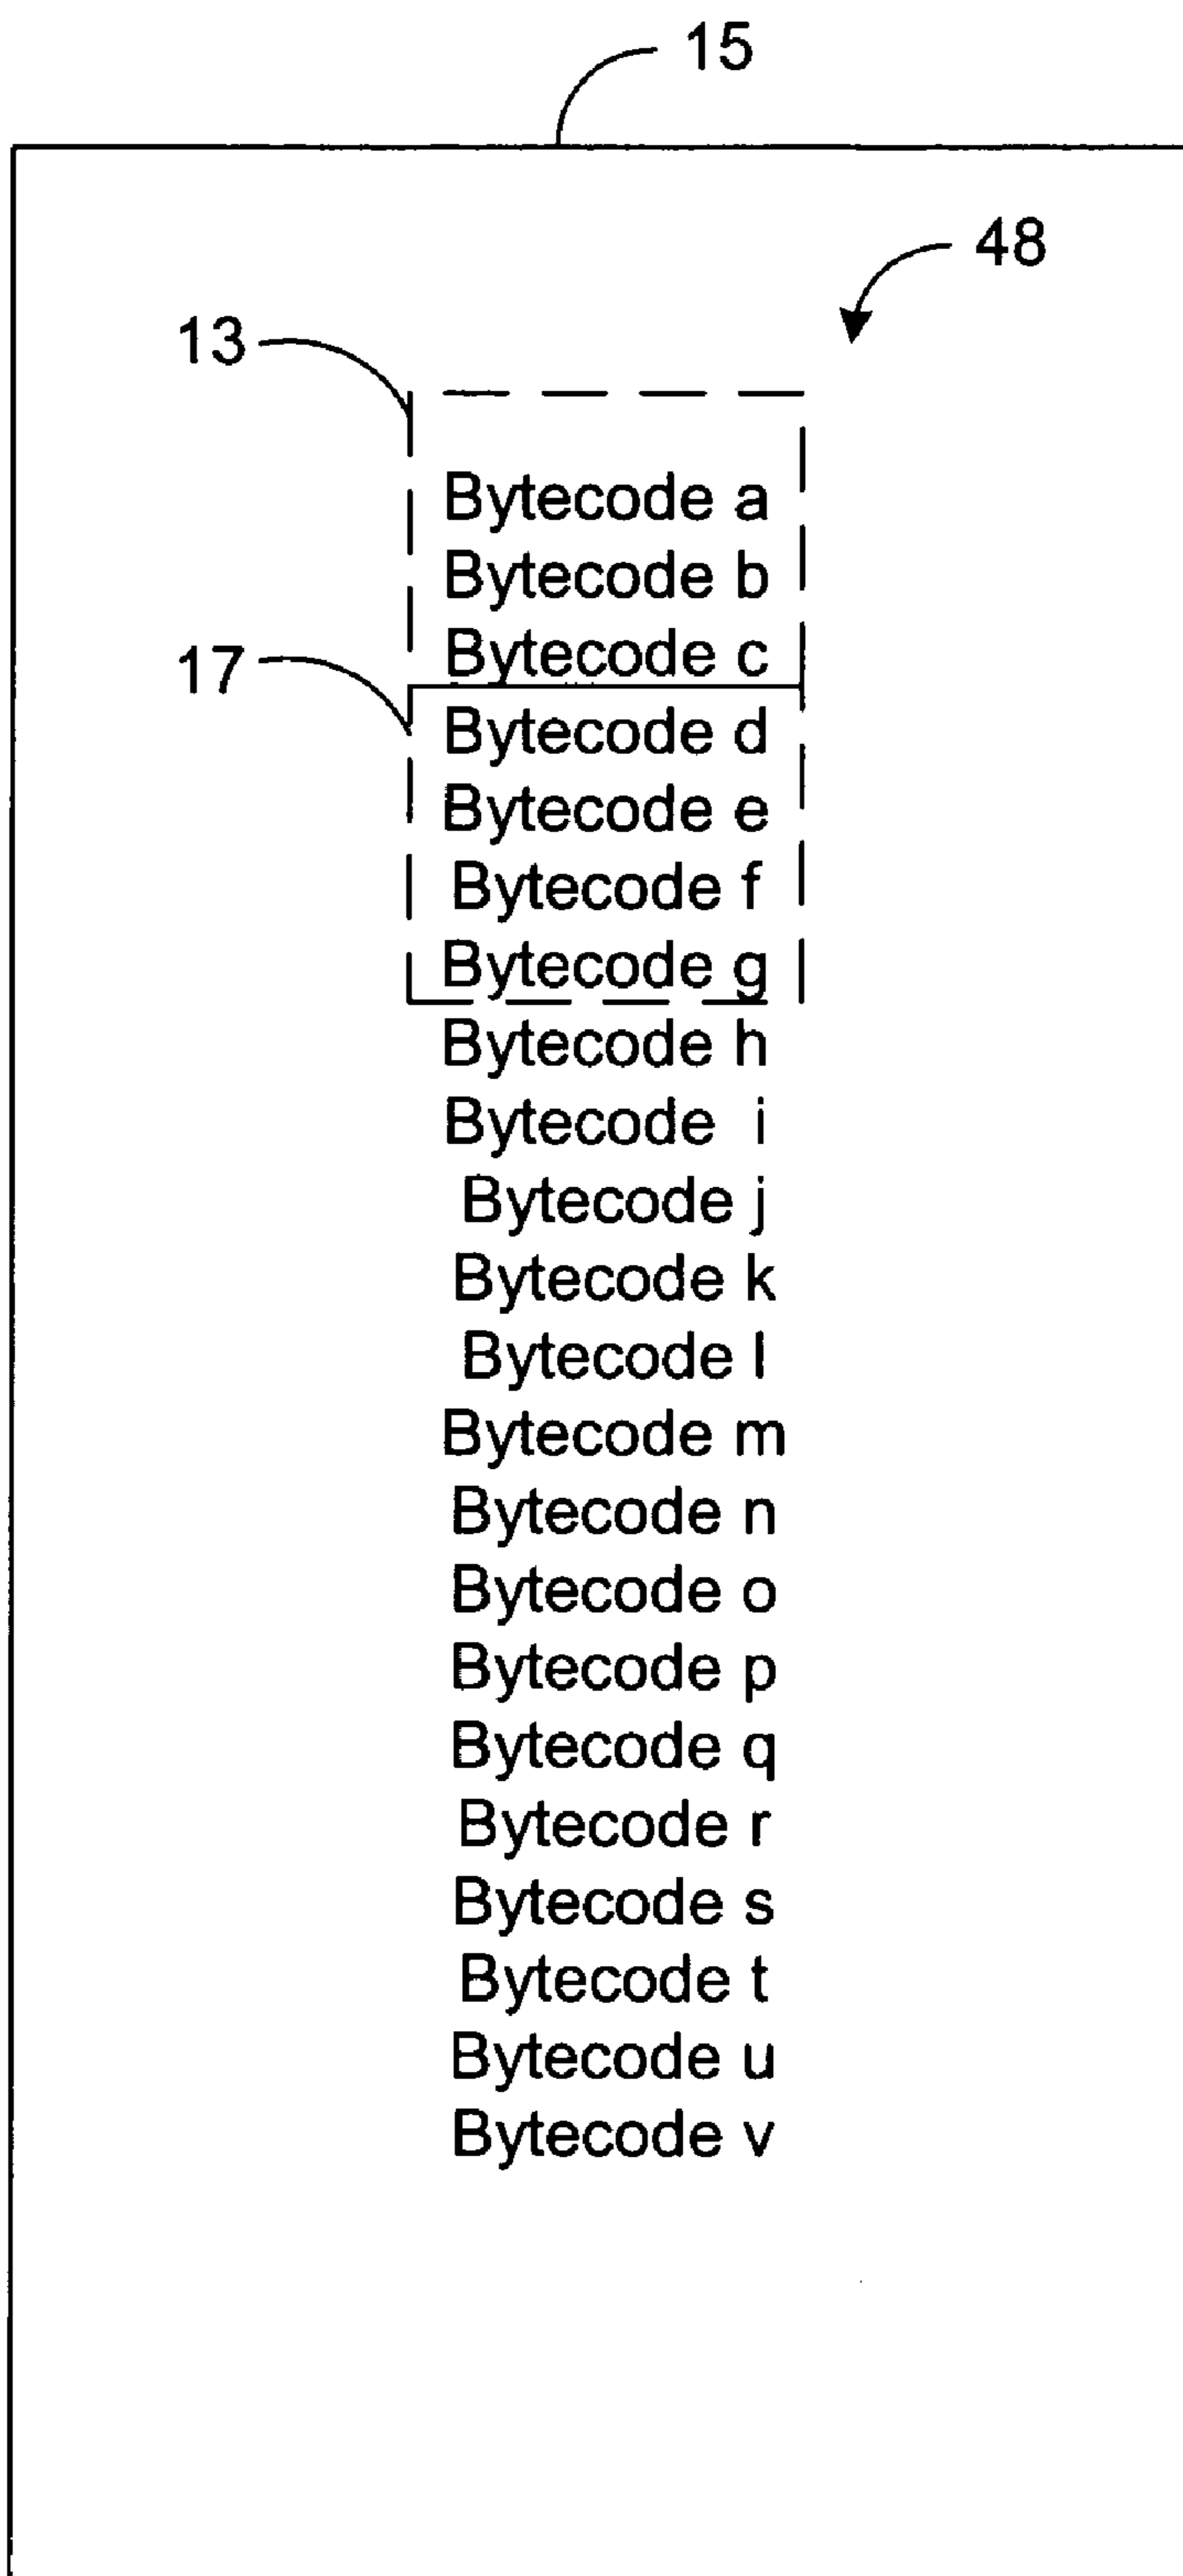 15
48
13
Bytecode a
Bytecode b
Bytecode c
17
Bytecode d
Bytecode e
Bytecode f
Bytecode g
Bytecode h
Bytecode i
Bytecode j
Bytecode k
Bytecode l
Bytecode m
Bytecode n
Bytecode o
Bytecode p
Bytecode q
Bytecode r
Bytecode s
Bytecode t
Bytecode u
Bytecode v